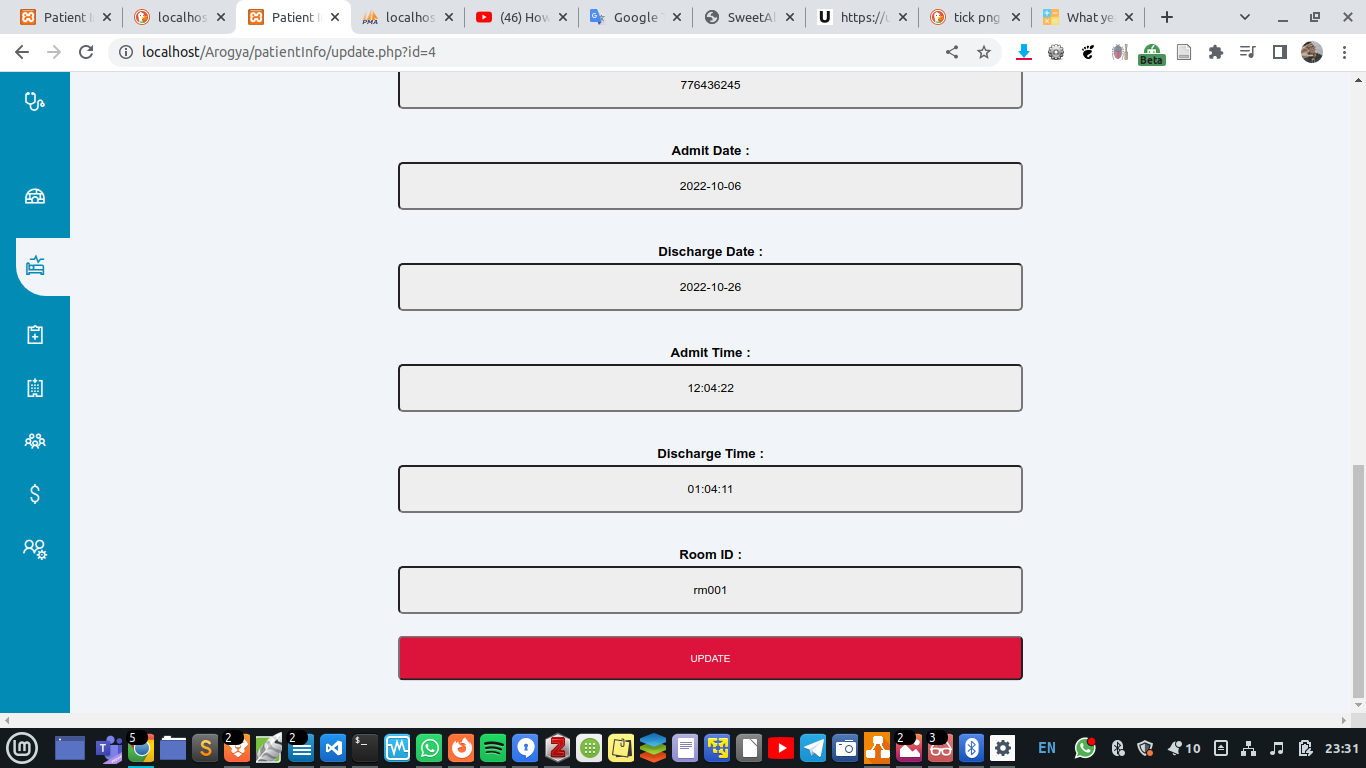 Patient I
localhos
Patient I
localhos
(46) How
Google
SweetAl
https://u
tick png
What ye
localhost/Arogya/patientInfo/update.php?id=4
Beta
776436245
Admit Date :
2022-10-06
Discharge Date :
2022-10-26
Admit Time :
12:04:22
Discharge Time :
01:04:11
Room ID :
rm001
UPDATE
5
2
2
2
3
EN
10
23:31